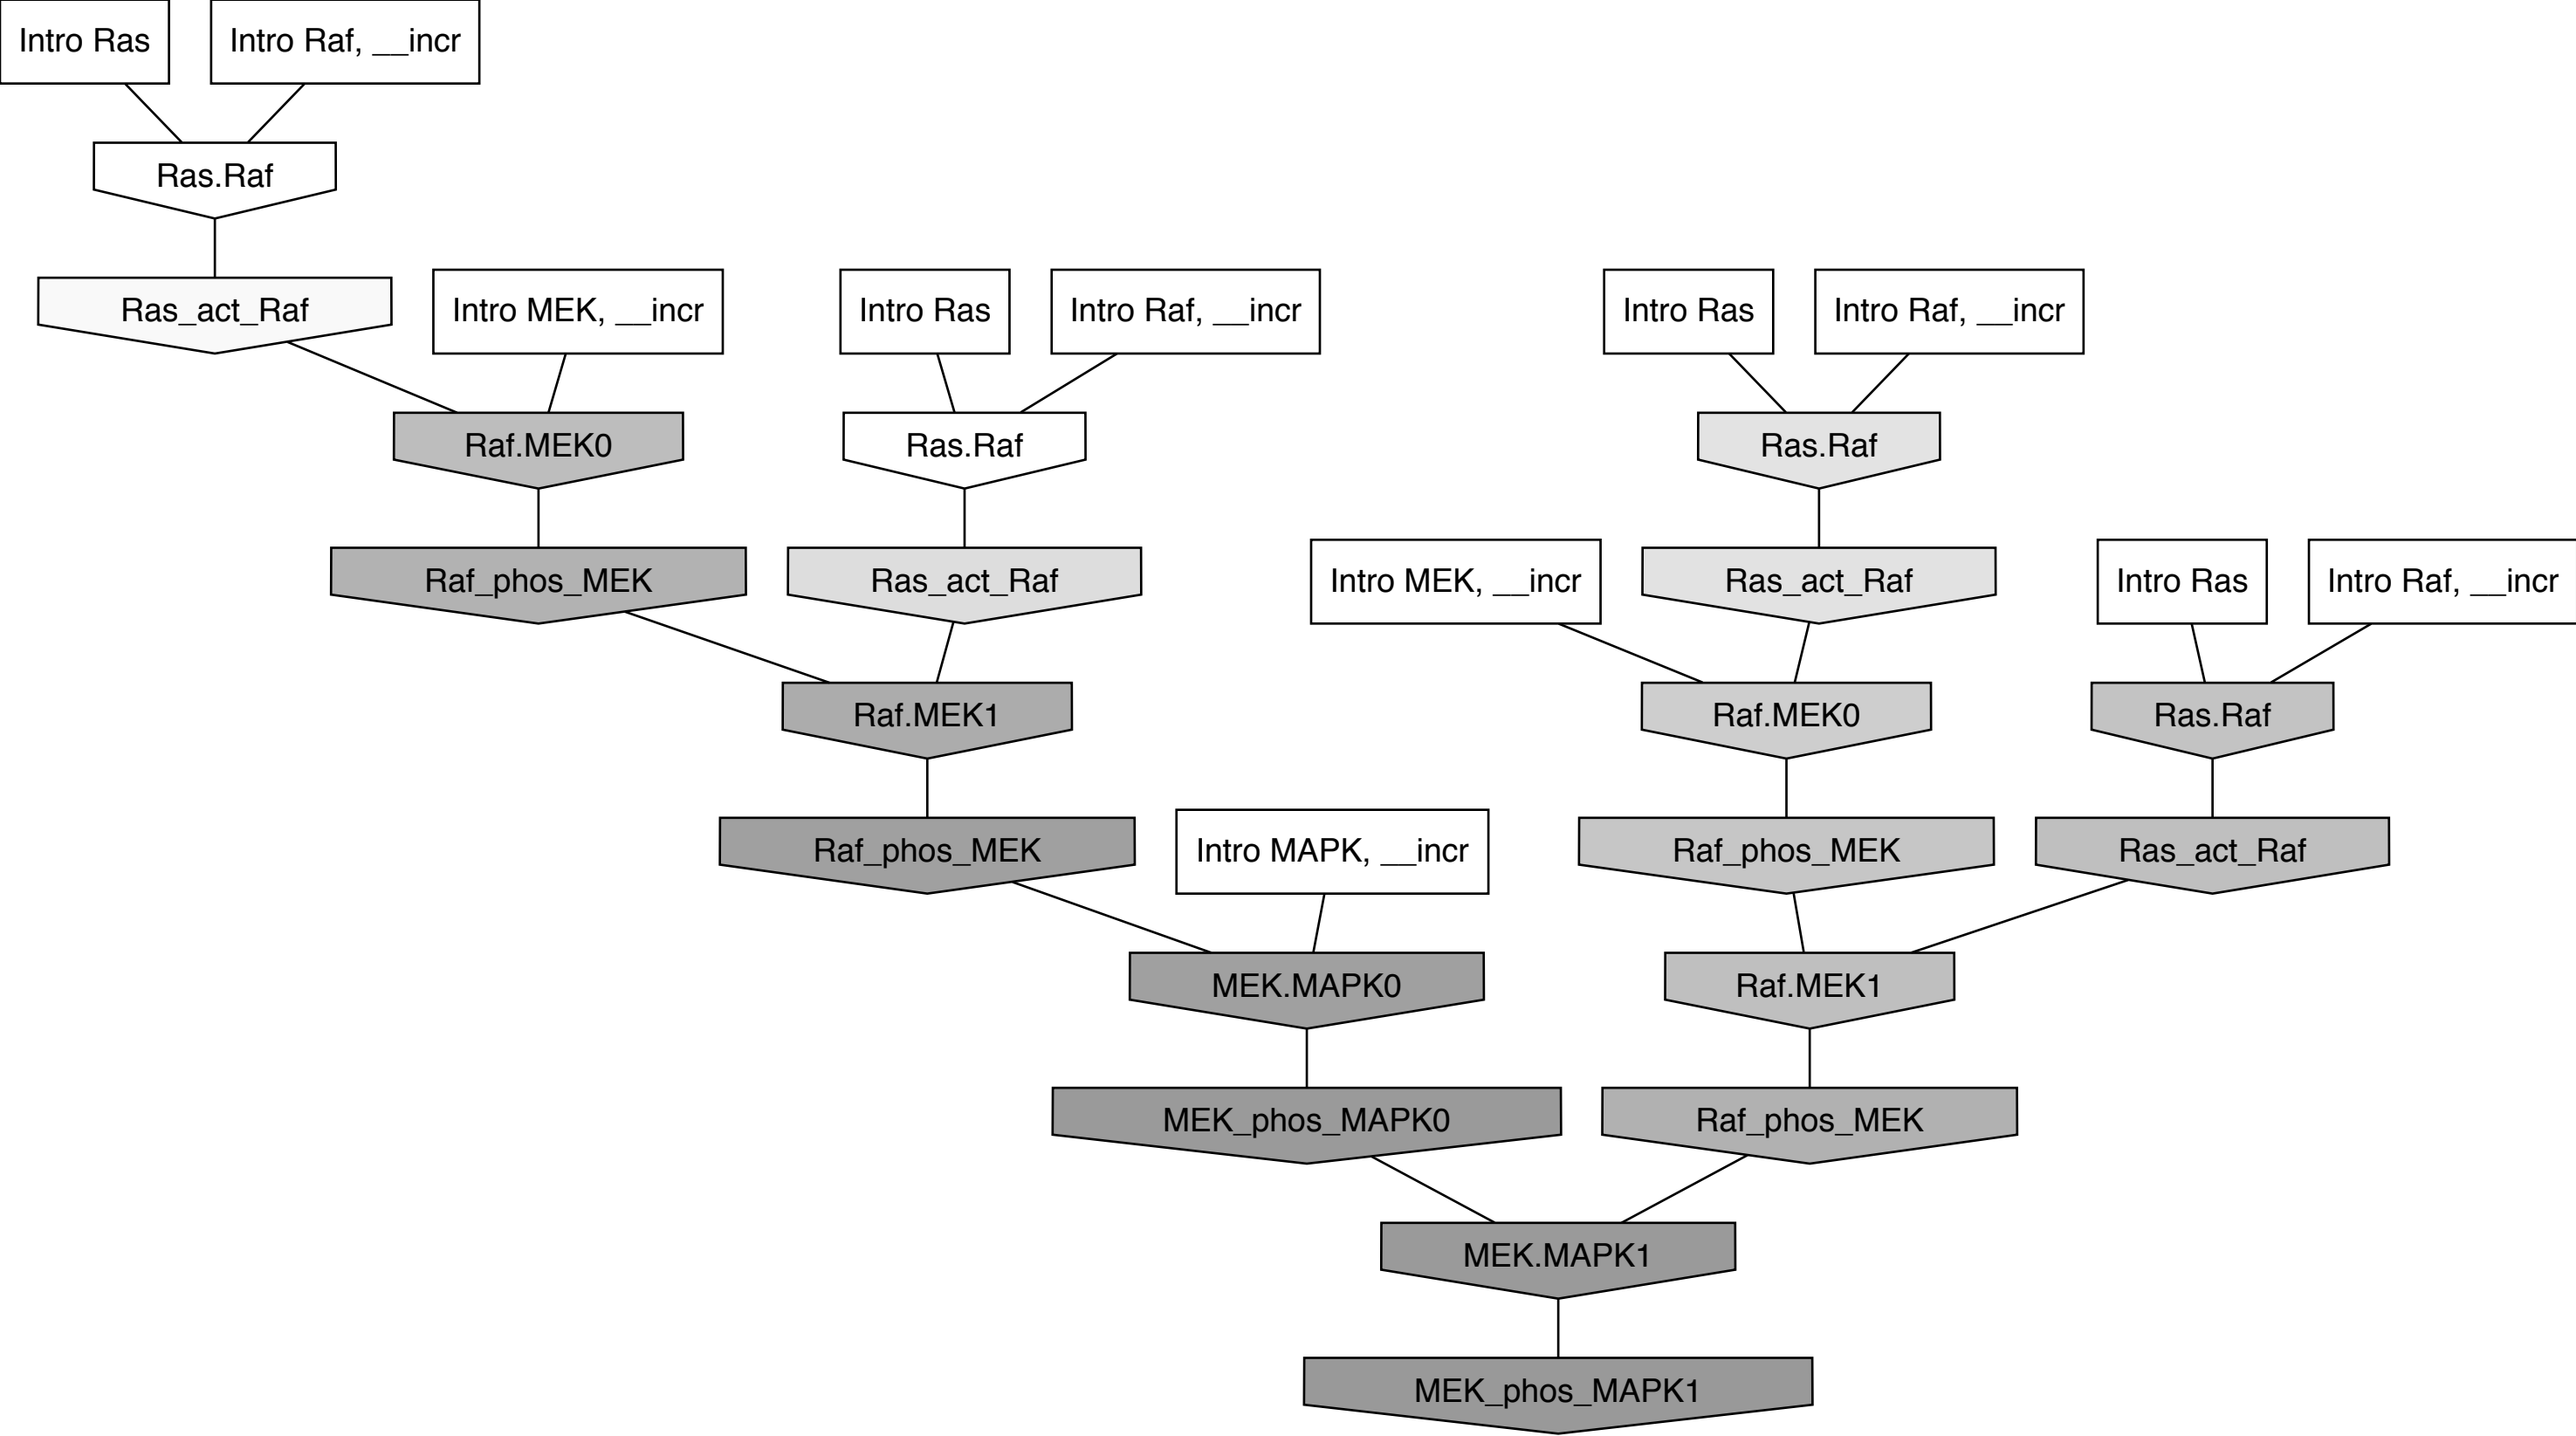 Intro Ras
Intro Raf, __incr
Ras.Raf
Ras_act_Raf
Intro MEK, __incr
Intro Ras
Intro Raf, __incr
Intro Ras
Intro Raf, __incr
Raf.MEK0
Ras.Raf
Ras.Raf
Raf_phos_MEK
Ras_act_Raf
Intro MEK, __incr
Ras_act_Raf
Intro Ras
Intro Raf, __incr
Raf.MEK1
Raf.MEK0
Ras.Raf
Raf_phos_MEK
Intro MAPK, __incr
Raf_phos_MEK
Ras_act_Raf
MEK.MAPK0
Raf.MEK1
MEK_phos_MAPK0
Raf_phos_MEK
MEK.MAPK1
MEK_phos_MAPK1